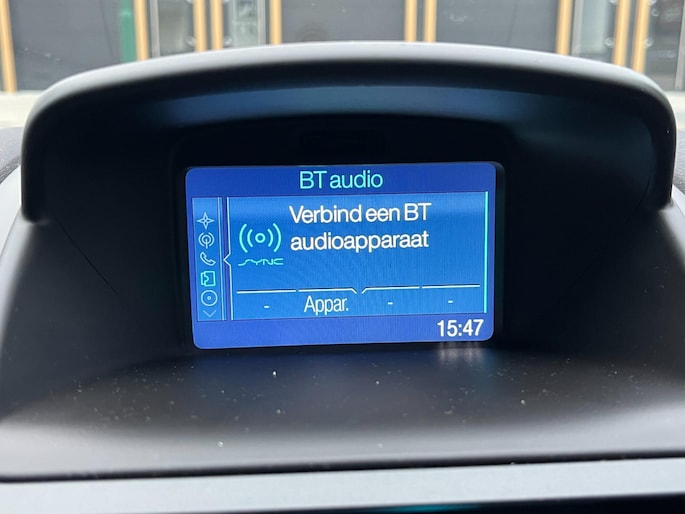 BT audio
Verbind een BT
audioapparaat
SYNC
- Appar. - -
15:47